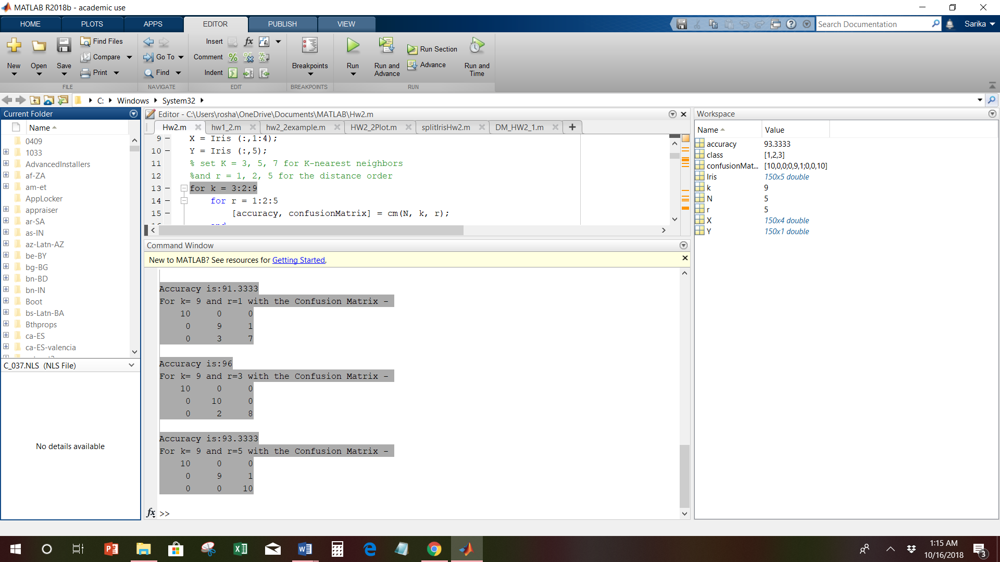 MATLAB R2018b - academic use
HOME PLOTS APPS EDITOR PUBLISH VIEW
Search Documentation
Sarika
New Open Save
Find Files
Compare
Print
FILE
Go To
Find
NAVIGATE
Insert
Comment
Indent
EDIT
Breakpoints
BREAKPOINTS
Run
Run and Advance
Run Section
Advance
Run and Time
RUN
C: Windows System32
Current Folder
Name
0409
1033
AdvancedInstallers
af-ZA
am-et
AppLocker
appraiser
ar-SA
as-IN
az-Latn-AZ
be-BY
bg-BG
bn-BD
bn-IN
Boot
bs-Latn-BA
Bthprops
ca-ES
ca-ES-valencia
C_037.NLS (NLS File)
No details available
Editor - C:\Users\rosha\OneDrive\Documents\MATLAB\Hw2.m
Hw2.m hw1_2.m hw2_2example.m HW2_2Plot.m splitIrisHw2.m DM_HW2_1.m
9 – X = Iris (:,1:4);
10 – Y = Iris (:,5);
11 % set K = 3, 5, 7 for K-nearest neighbors
12 %and r = 1, 2, 5 for the distance order
13 – for k = 3:2:9
14 – for r = 1:2:5
15 – [accuracy, confusionMatrix] = cm(N, k, r);
Command Window
New to MATLAB? See resources for Getting Started.
Accuracy is:91.3333
For k= 9 and r=1 with the Confusion Matrix -
10 0 0
0 9 1
0 3 7
Accuracy is:96
For k= 9 and r=3 with the Confusion Matrix -
10 0 0
0 10 0
0 2 8
Accuracy is:93.3333
For k= 9 and r=5 with the Confusion Matrix -
10 0 0
0 9 1
0 0 10
fx >>
Workspace
Name Value
accuracy 93.3333
class [1,2,3]
confusionMat... [10,0,0;0,9,1;0,0,10]
Iris 150x5 double
k 9
N 5
r 5
X 150x4 double
Y 150x1 double
1:15 AM
10/16/2018
3